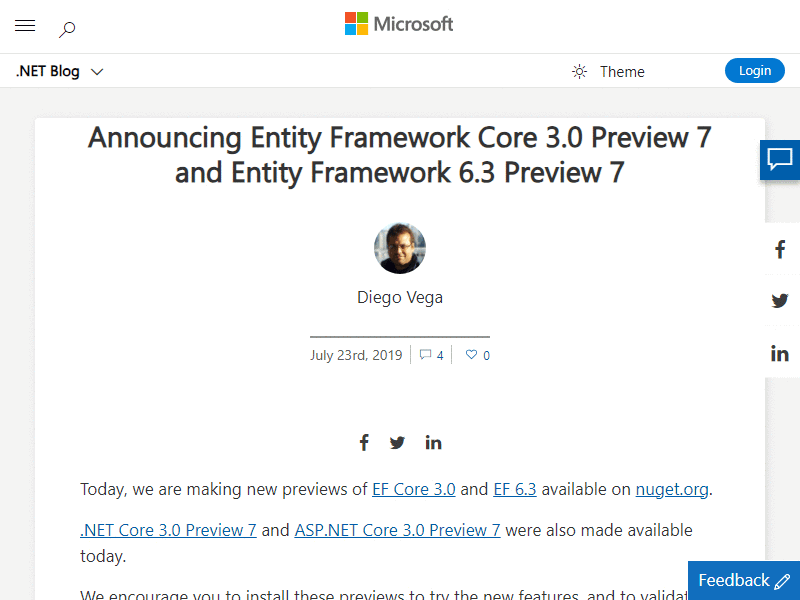 Microsoft
.NET Blog
Theme
Login
Announcing Entity Framework Core 3.0 Preview 7
and Entity Framework 6.3 Preview 7
Diego Vega
July 23rd, 2019 4 0
Today, we are making new previews of EF Core 3.0 and EF 6.3 available on nuget.org.
.NET Core 3.0 Preview 7 and ASP.NET Core 3.0 Preview 7 were also made available
today.
We encourage you to install these previews to try the new features, and to validat
Feedback